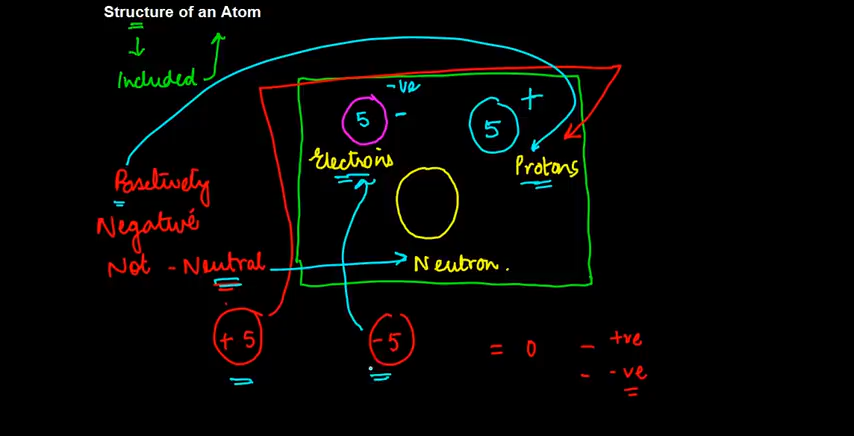 Structure of an Atom
Included
-ve
5 -
5 +
Electrons
Protons
Positively
Negative
Not - Neutral
Neutron.
+5
-5
= 0
- +ve
- -ve